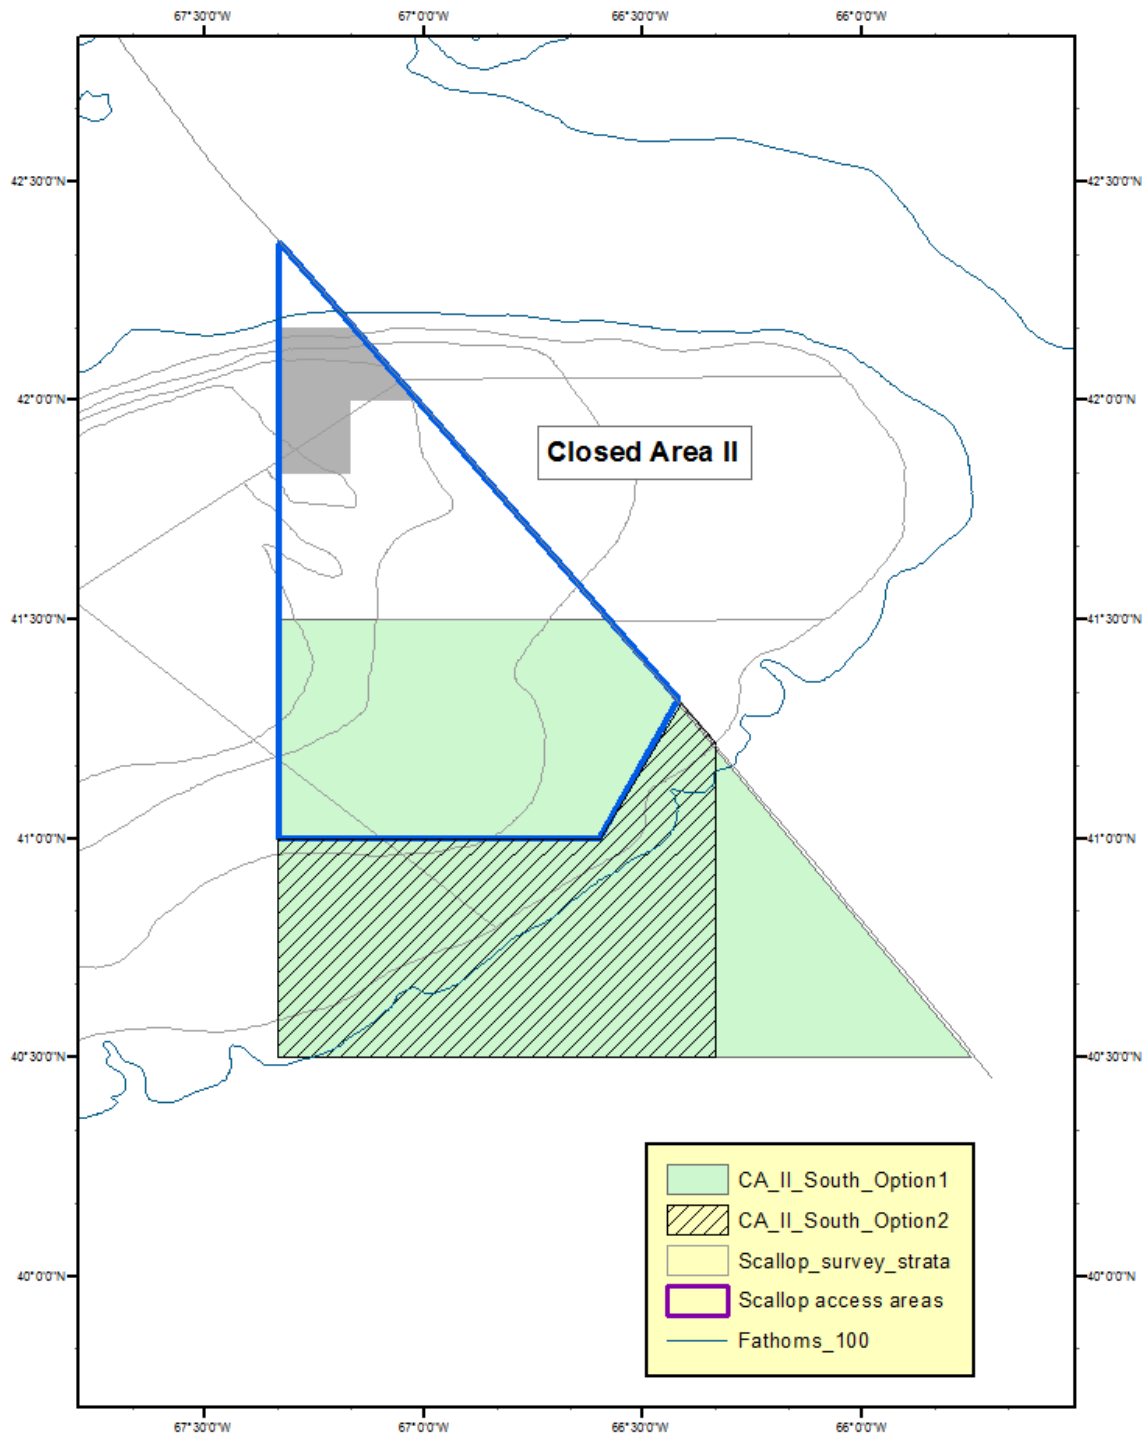 67°30'0"W 67°0'0"W 66°30'0"W 66°0'0"W
42°30'0"N 42°30'0"N
42°0'0"N 42°0'0"N
Closed Area II
41°30'0"N 41°30'0"N
41°0'0"N 41°0'0"N
40°30'0"N 40°30'0"N
CA_II_South_Option1
CA_II_South_Option2
Scallop_survey_strata
40°0'0"N 40°0'0"N
Scallop access areas
Fathoms_100
67°30'0"W 67°0'0"W 66°30'0"W 66°0'0"W